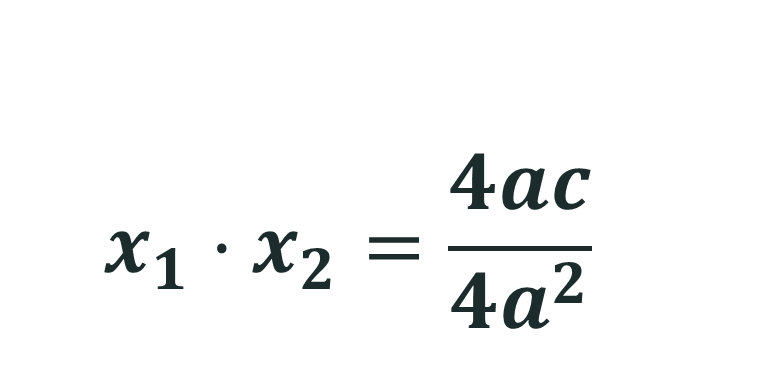 x₁ · x₂ = 4ac / 4a²